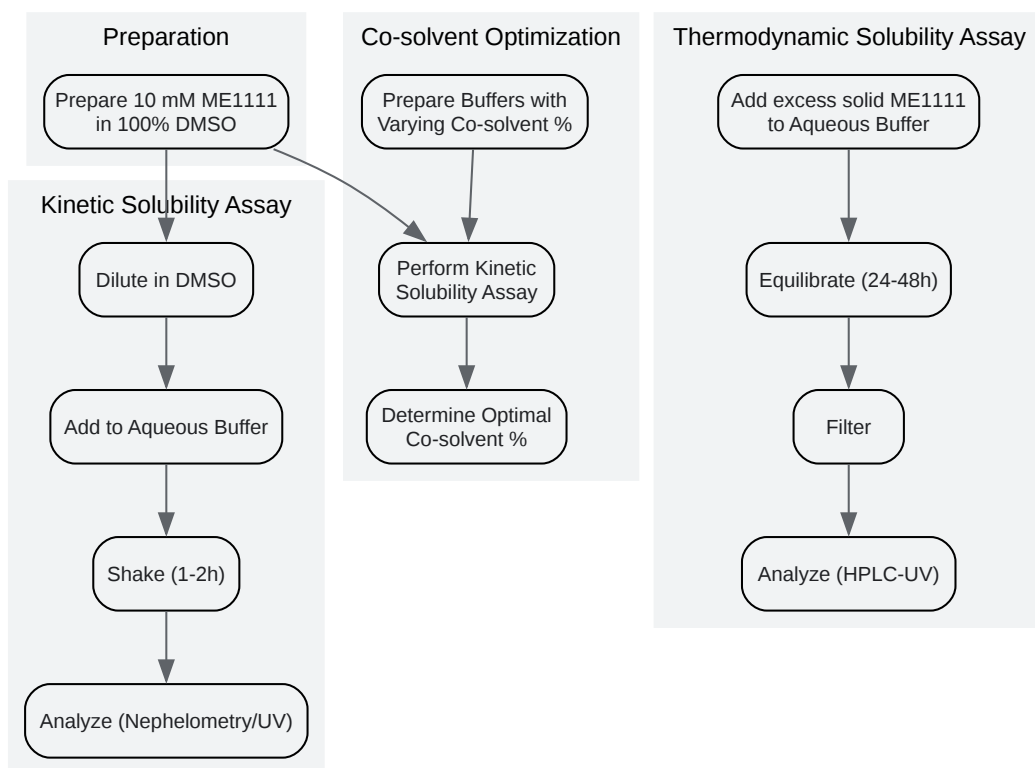 Preparation
Prepare 10 mM ME1111
in 100% DMSO
Kinetic Solubility Assay
Dilute in DMSO
Add to Aqueous Buffer
Shake (1-2h)
Analyze (Nephelometry/UV)
Co-solvent Optimization
Prepare Buffers with
Varying Co-solvent %
Perform Kinetic
Solubility Assay
Determine Optimal
Co-solvent %
Thermodynamic Solubility Assay
Add excess solid ME1111
to Aqueous Buffer
Equilibrate (24-48h)
Filter
Analyze (HPLC-UV)